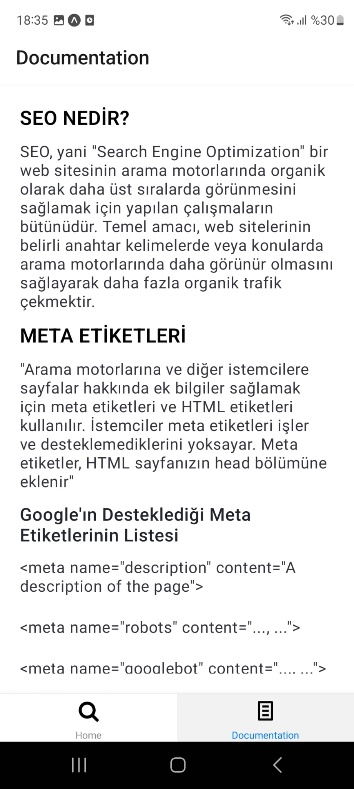 18:35 %30
Documentation
SEO NEDİR?
SEO, yani "Search Engine Optimization" bir
web sitesinin arama motorlarında organik
olarak daha üst sıralarda görünmesini
sağlamak için yapılan çalışmaların
bütünüdür. Temel amacı, web sitelerinin
belirli anahtar kelimelerde veya konularda
arama motorlarında daha görünür olmasını
sağlayarak daha fazla organik trafik
çekmektir.
META ETİKETLERİ
"Arama motorlarına ve diğer istemcilere
sayfalar hakkında ek bilgiler sağlamak
için meta etiketleri ve HTML etiketleri
kullanılır. İstemciler meta etiketleri işler
ve desteklemediklerini yoksayar. Meta
etiketler, HTML sayfanızın head bölümüne
eklenir"
Google'ın Desteklediği Meta
Etiketlerinin Listesi
<meta name="description" content="A
description of the page">
<meta name="robots" content="..., ...">
<meta name="googlebot" content="..., ...">
Home
Documentation